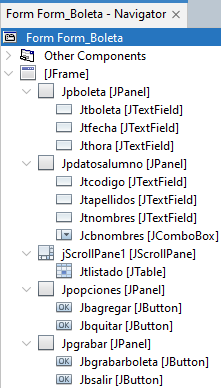 Form Form_Boleta - Navigator
Form Form_Boleta
Other Components
[JFrame]
Jpboleta [JPanel]
Jtboleta [JTextField]
Jtfecha [JTextField]
Jthora [JTextField]
Jpdatosalumno [JPanel]
Jtcodigo [JTextField]
Jtapellidos [JTextField]
Jtnombres [JTextField]
Jcbnombres [JComboBox]
jScrollPane1 [JScrollPane]
Jtlistado [JTable]
Jpopciones [JPanel]
OK Jbagregar [JButton]
OK Jbquitar [JButton]
Jpgrabar [JPanel]
OK Jbgrabarboleta [JButton]
OK Jbsalir [JButton]